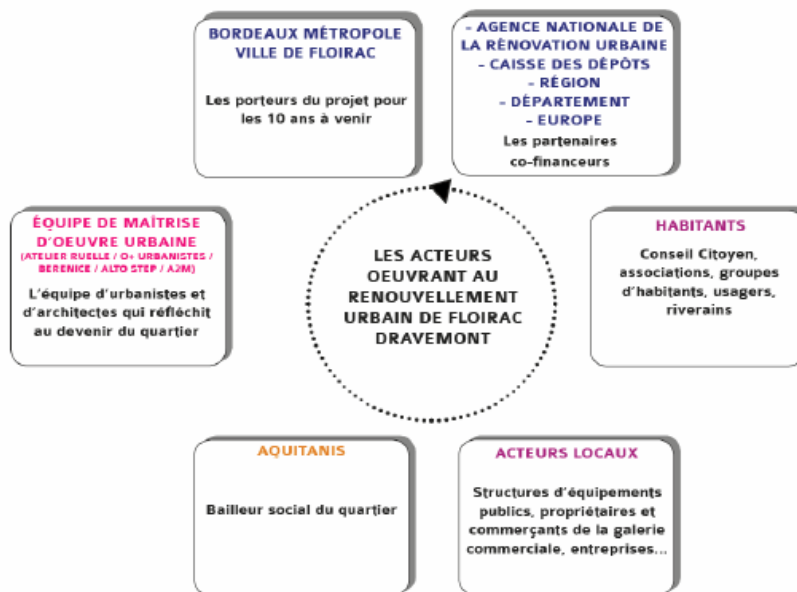 BORDEAUX MÉTROPOLE
VILLE DE FLOIRAC
Les porteurs du projet pour
les 10 ans à venir
- AGENCE NATIONALE DE
LA RÉNOVATION URBAINE
- CAISSE DES DÉPÔTS
- RÉGION
- DÉPARTEMENT
- EUROPE
Les partenaires
co-financeurs
ÉQUIPE DE MAÎTRISE
D'OEUVRE URBAINE
(ATELIER RUELLE / O+ URBANISTES /
BERENICE / ALTO STEP / A2M)
L'équipe d'urbanistes et
d'architectes qui réfléchit
au devenir du quartier
LES ACTEURS
OEUVRANT AU
RENOUVELLEMENT
URBAIN DE FLOIRAC
DRAVEMONT
HABITANTS
Conseil Citoyen,
associations, groupes
d'habitants, usagers,
riverains
AQUITANIS
Bailleur social du quartier
ACTEURS LOCAUX
Structures d'équipements
publics, propriétaires et
commerçants de la galerie
commerciale, entreprises...